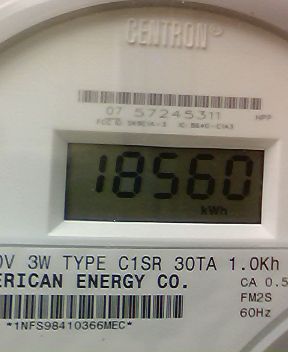 CENTRON®
07 57245311
NPP
18560
kWh
0V 3W TYPE C1SR 30TA 1.0Kh
ERICAN ENERGY CO.
CA 0.5
FM2S
60Hz
*1NFS98410366MEC*